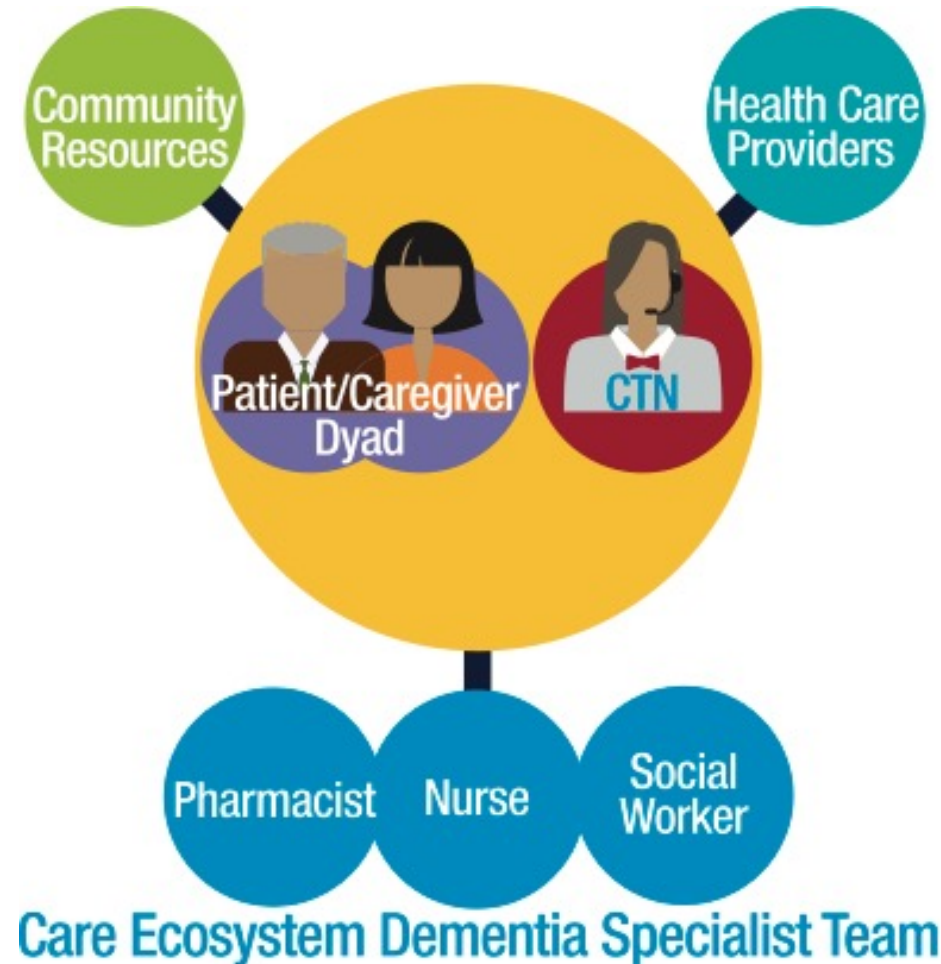 Community
Resources
Health Care
Providers
Patient/Caregiver
Dyad
CTN
Pharmacist
Nurse
Social
Worker
Care Ecosystem Dementia Specialist Team